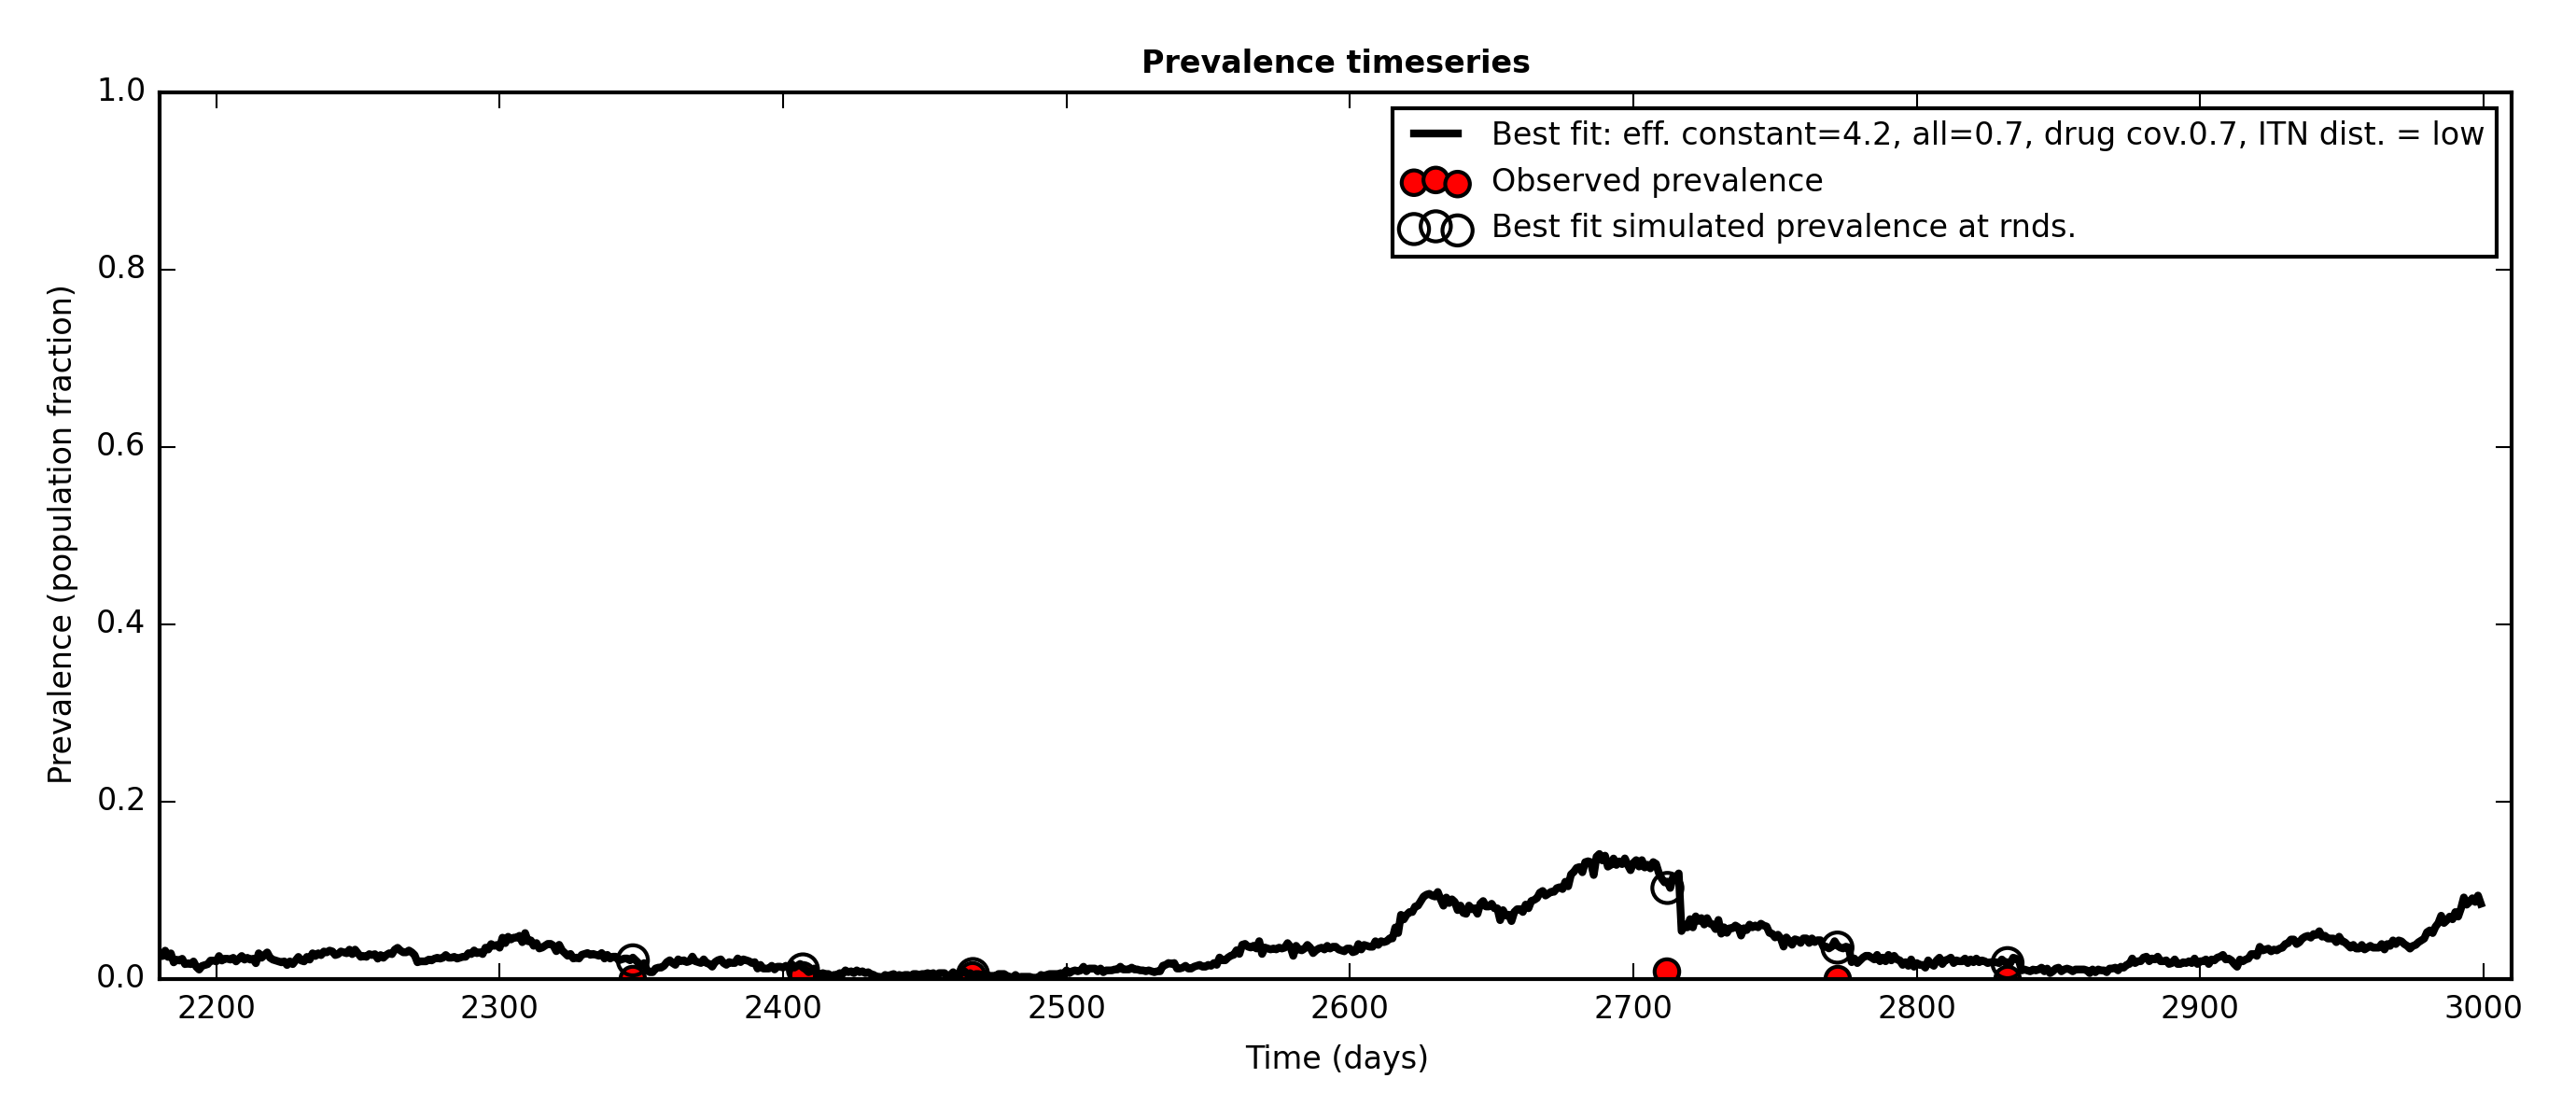 Prevalence timeseries
Best fit: eff. constant=4.2, all=0.7, drug cov.0.7, ITN dist. = low
Observed prevalence
Best fit simulated prevalence at rnds.
Prevalence (population fraction)
1.0
0.8
0.6
0.4
0.2
0.0
2200 2300 2400 2500 2600 2700 2800 2900 3000
Time (days)